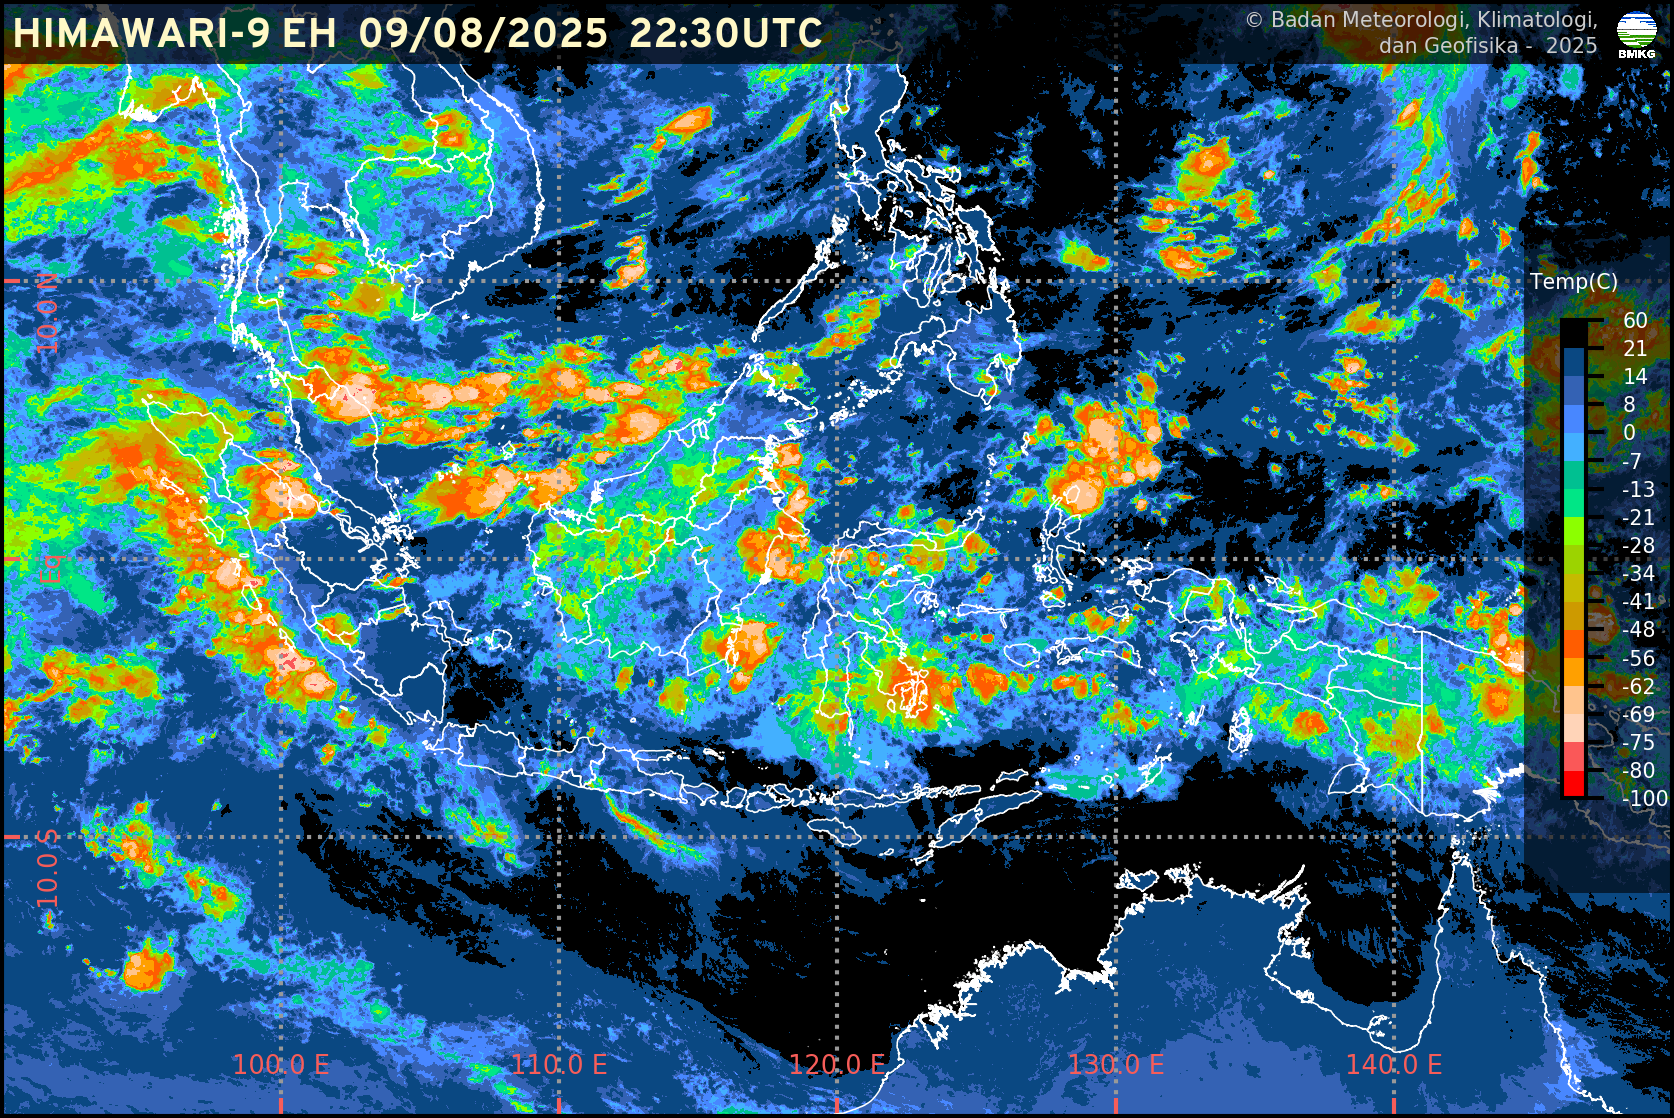 HIMAWARI-9 EH 09/08/2025 22:30UTC
© Badan Meteorologi, Klimatologi,
dan Geofisika - 2025
BMKG
10.0 N
Eq
10.0 S
Temp(C)
60
21
14
8
0
-7
-13
-21
-28
-34
-41
-48
-56
-62
-69
-75
-80
-100
100.0 E
110.0 E
120.0 E
130.0 E
140.0 E